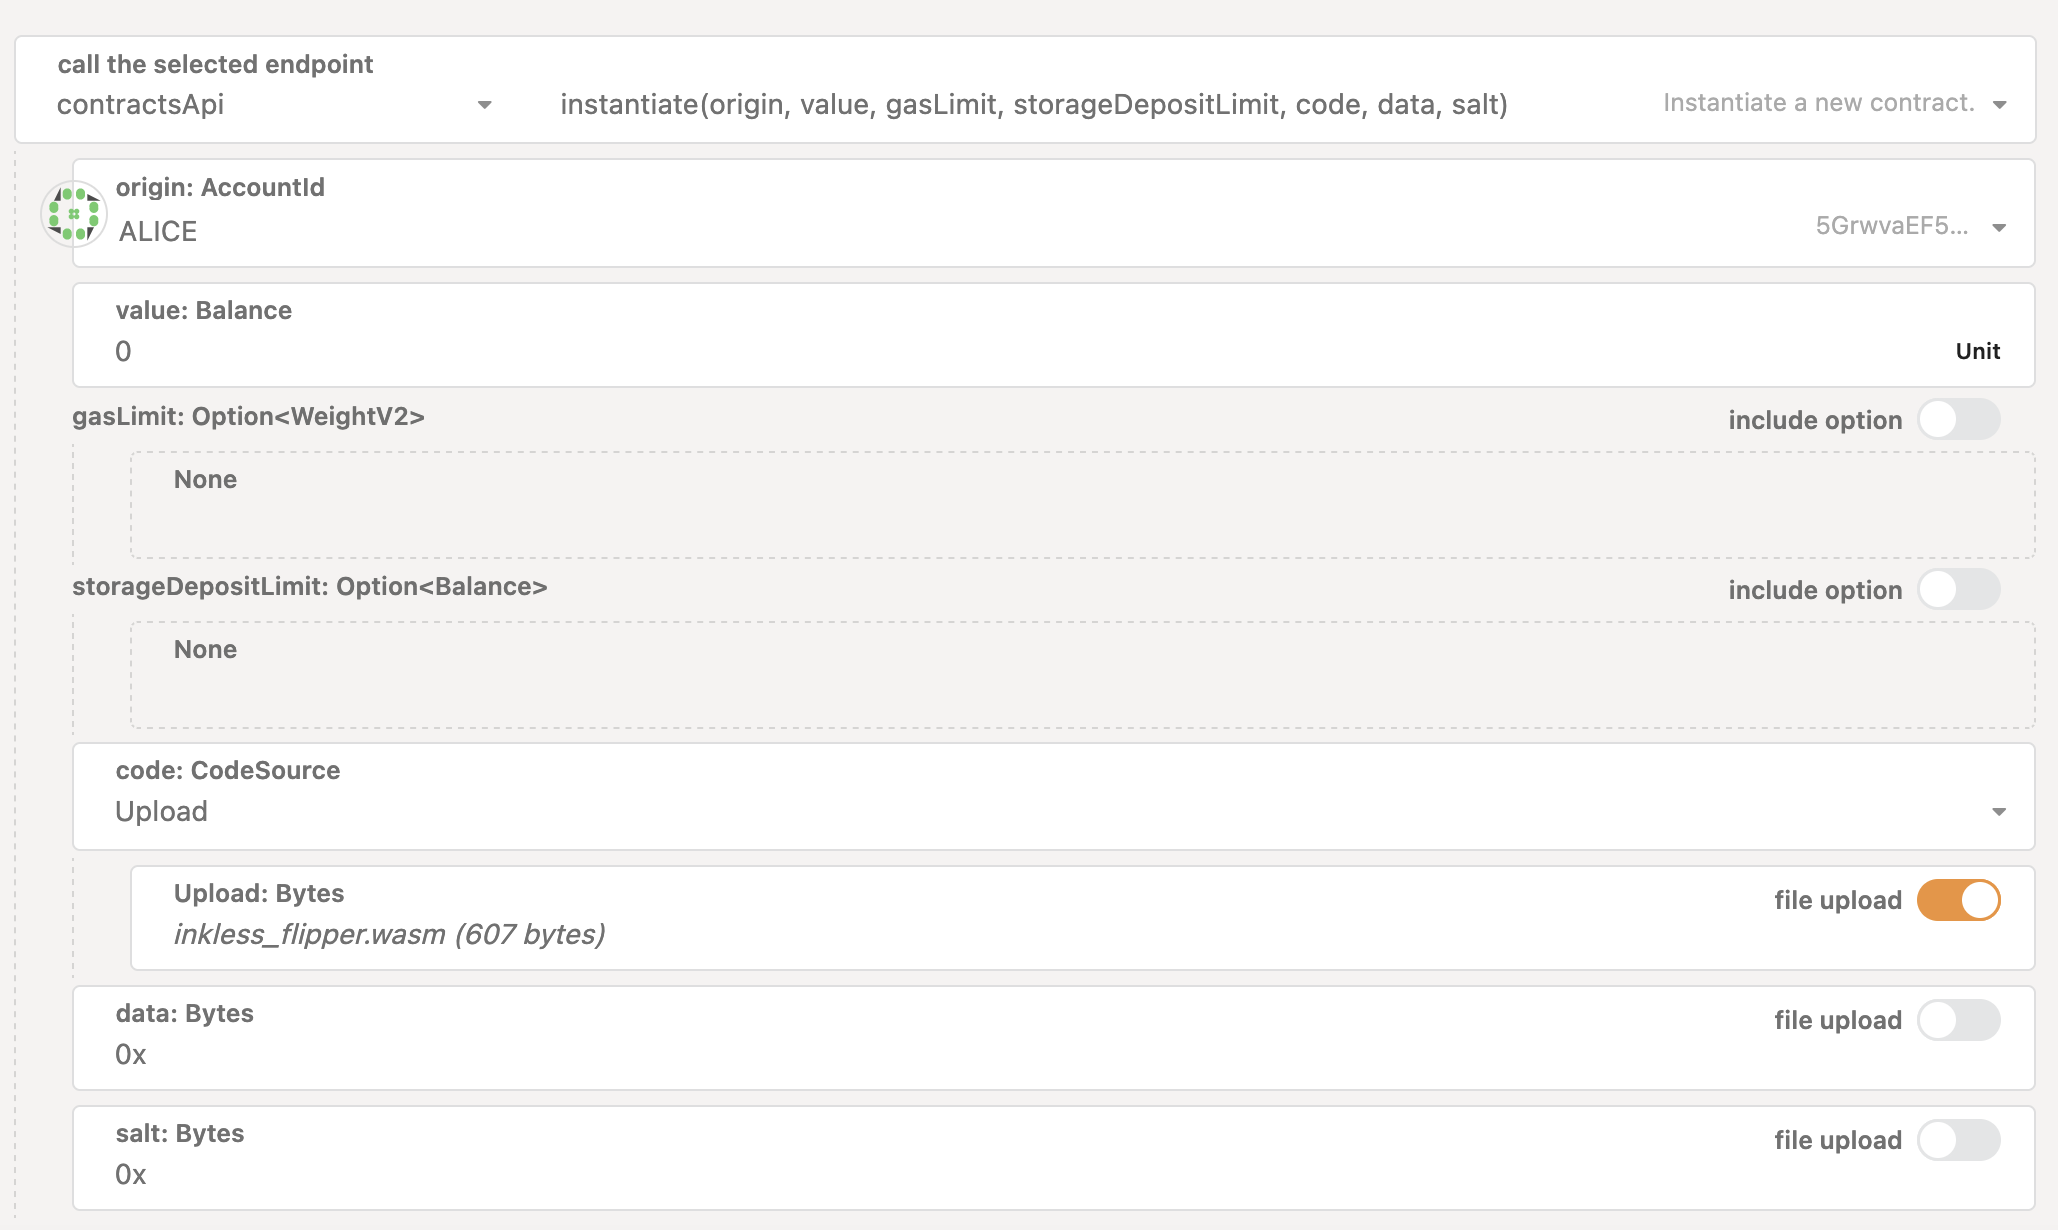 call the selected endpoint
contractsApi
instantiate(origin, value, gasLimit, storageDepositLimit, code, data, salt)
Instantiate a new contract.
origin: AccountId
ALICE
5GrwvaEF5...
value: Balance
0
Unit
gasLimit: Option<WeightV2>
include option
None
storageDepositLimit: Option<Balance>
include option
None
code: CodeSource
Upload
Upload: Bytes
file upload
inkless_flipper.wasm (607 bytes)
data: Bytes
file upload
0x
salt: Bytes
file upload
0x